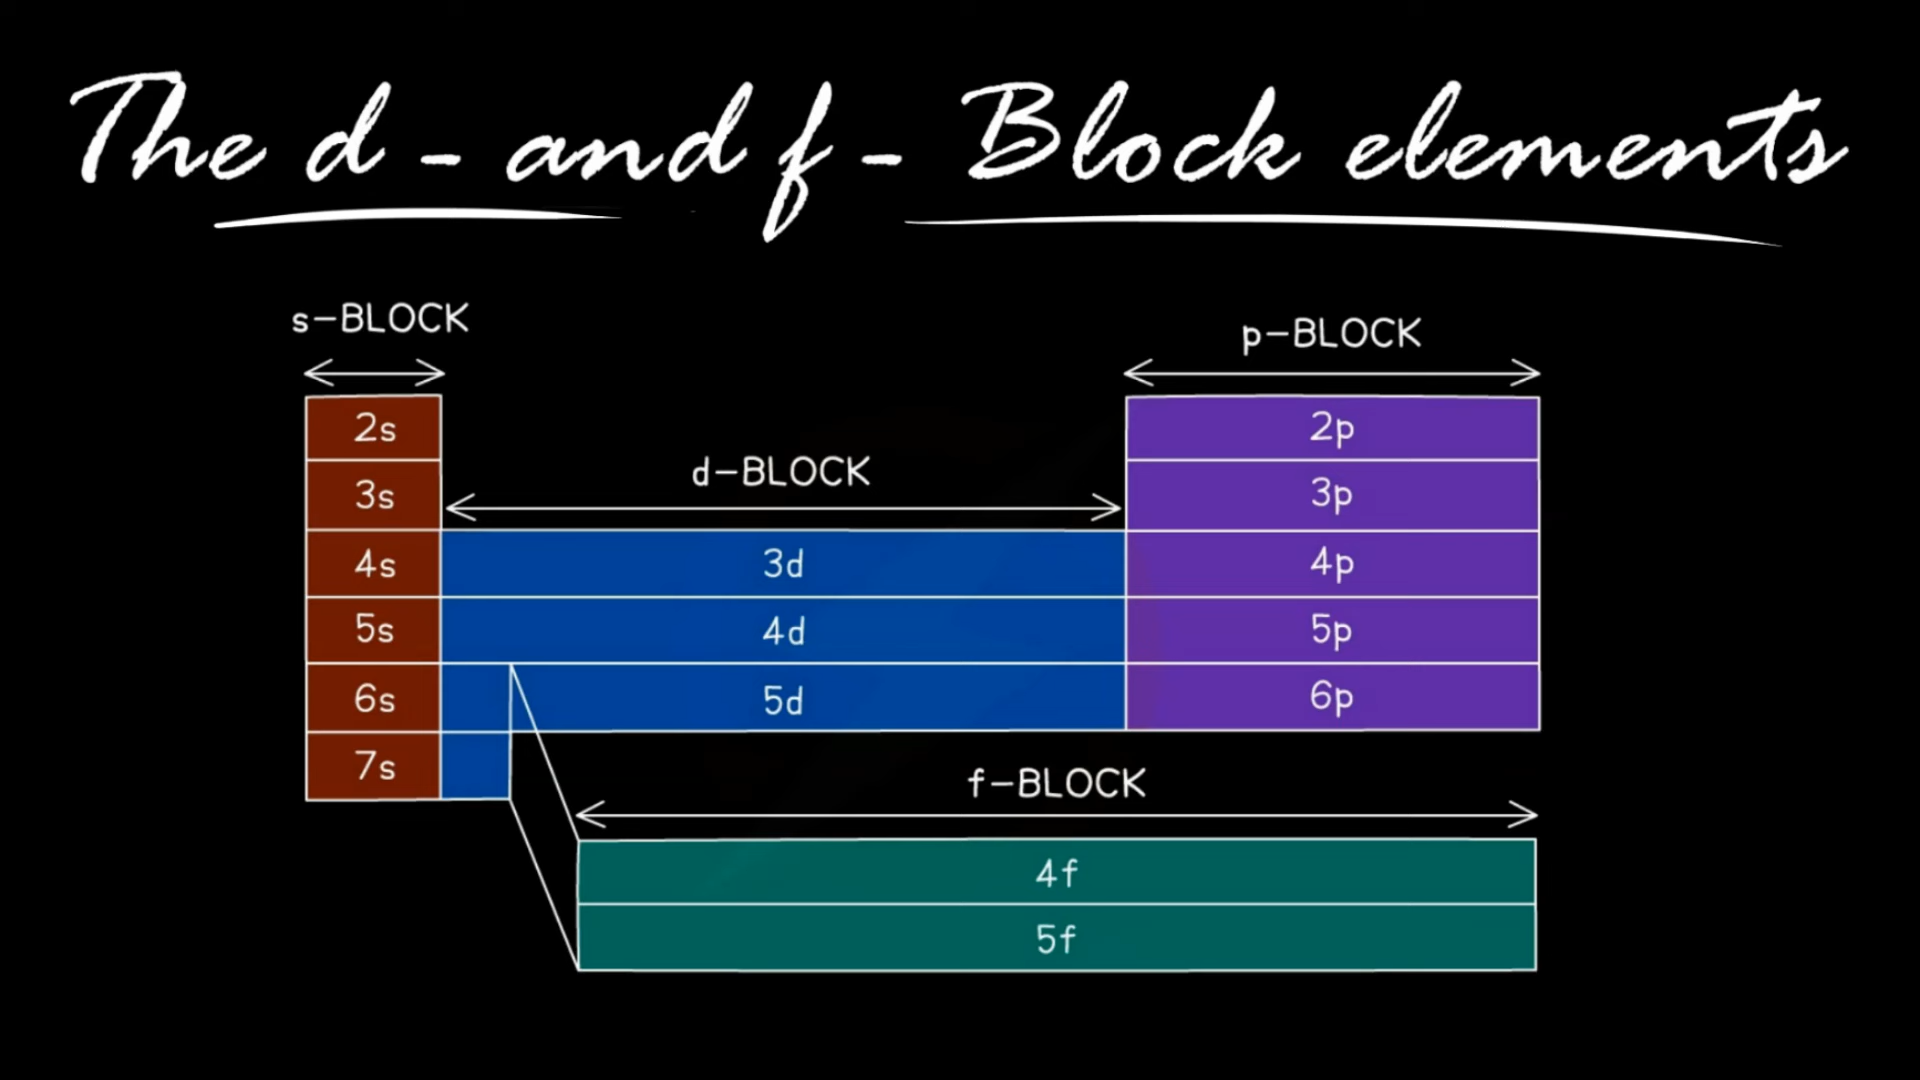 The d - and f - Block elements
s-BLOCK
p-BLOCK
2s
2p
d-BLOCK
3s
3p
4s
3d
4p
5s
4d
5p
6s
5d
6p
7s
f-BLOCK
4f
5f